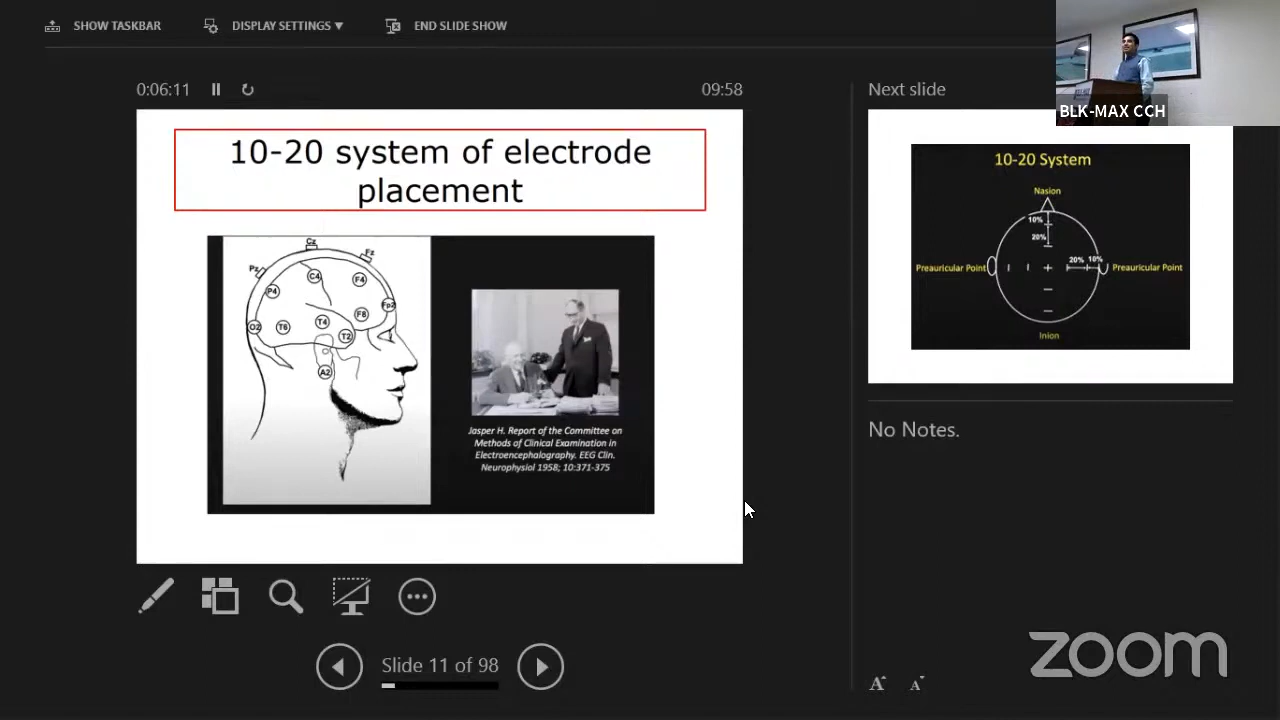 SHOW TASKBAR
DISPLAY SETTINGS ▼
END SLIDE SHOW
0:06:11
09:58
10-20 system of electrode
placement
Cz
Fz
Pz
C4
F4
P4
Fp2
F8
T4
O2
T6
T2
A2
Jasper H. Report of the Committee on
Methods of Clinical Examination in
Electroencephalography. EEG Clin.
Neurophysiol 1958; 10:371-375
Slide 11 of 98
Next slide
BLK-MAX CCH
10-20 System
Nasion
10%
20%
Preauricular Point
20% 10%
Preauricular Point
Inion
No Notes.
A A
zoom